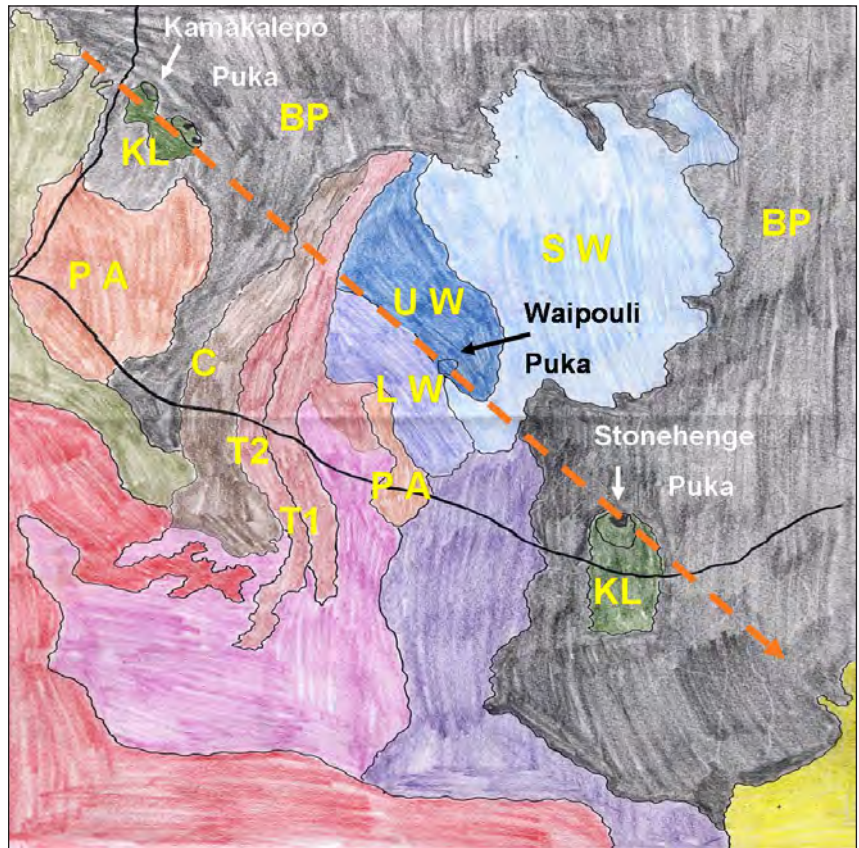 Kamakalepo
Puka
KL
BP
BP
P A
S W
U W
Waipouli
Puka
C
L W
T2
Stonehenge
Puka
P A
T1
KL